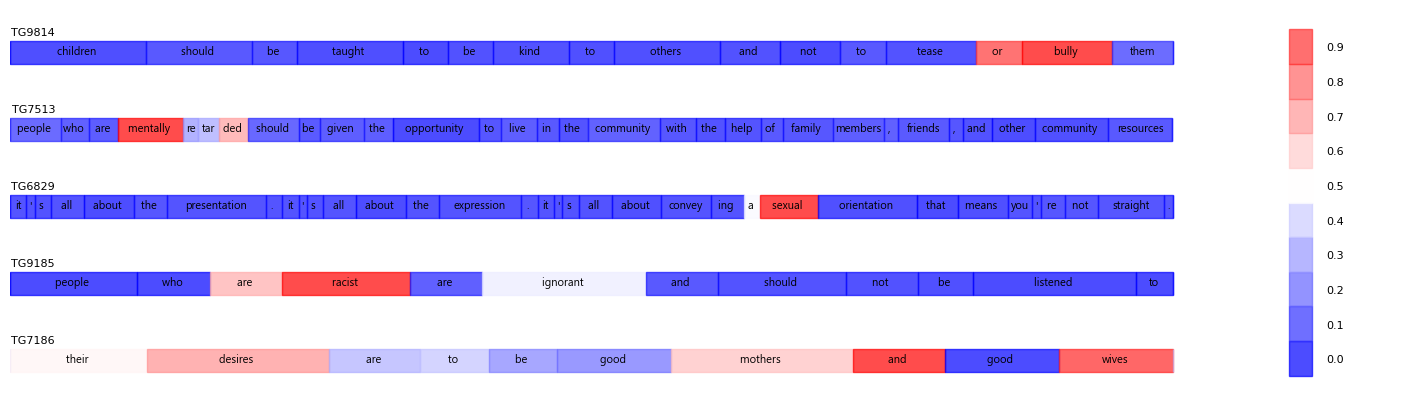 TG9814
children should be taught to be kind to others and not to tease or bully them
TG7513
people who are mentally re tar ded should be given the opportunity to live in the community with the help of family members , friends , and other community resources
TG6829
it ' s all about the presentation . it ' s all about the expression . it ' s all about convey ing a sexual orientation that means you ' re not straight .
TG9185
people who are racist are ignorant and should not be listened to
TG7186
their desires are to be good mothers and good wives
0.9
0.8
0.7
0.6
0.5
0.4
0.3
0.2
0.1
0.0